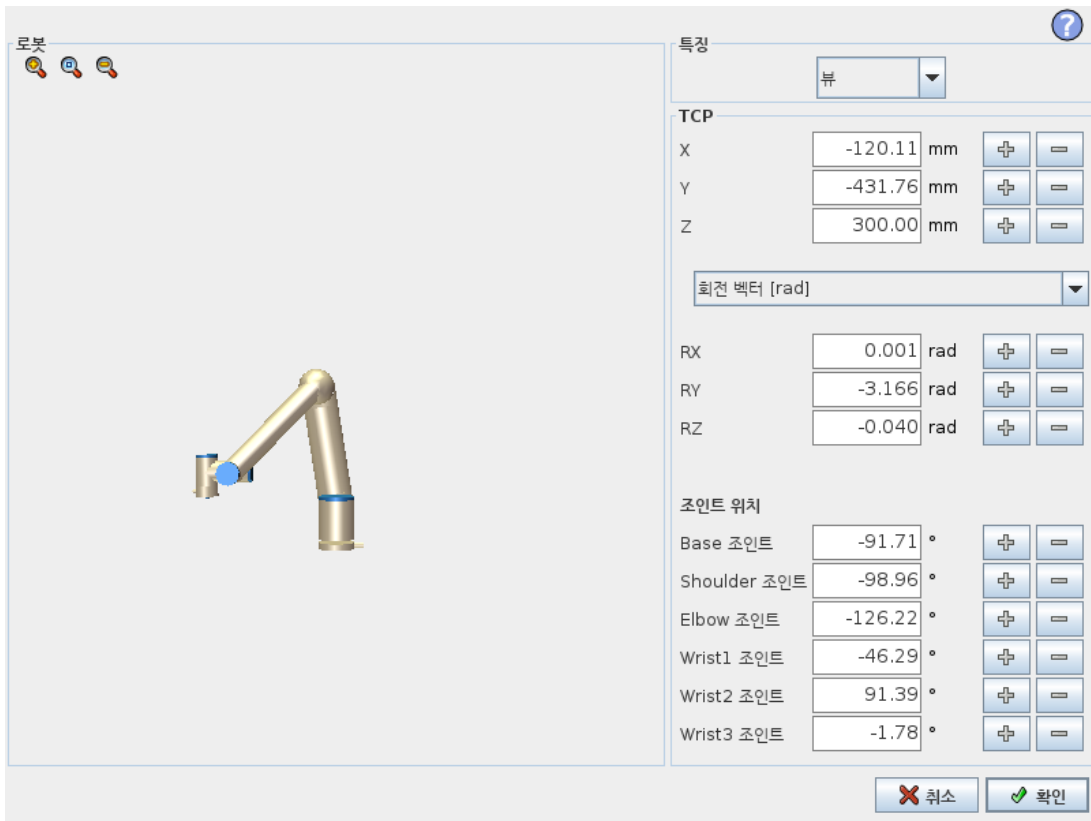 ?
로봇
특징
뷰
TCP
X -120.11 mm
Y -431.76 mm
Z 300.00 mm
회전 벡터 [rad]
RX 0.001 rad
RY -3.166 rad
RZ -0.040 rad
조인트 위치
Base 조인트 -91.71 °
Shoulder 조인트 -98.96 °
Elbow 조인트 -126.22 °
Wrist1 조인트 -46.29 °
Wrist2 조인트 91.39 °
Wrist3 조인트 -1.78 °
취소 확인